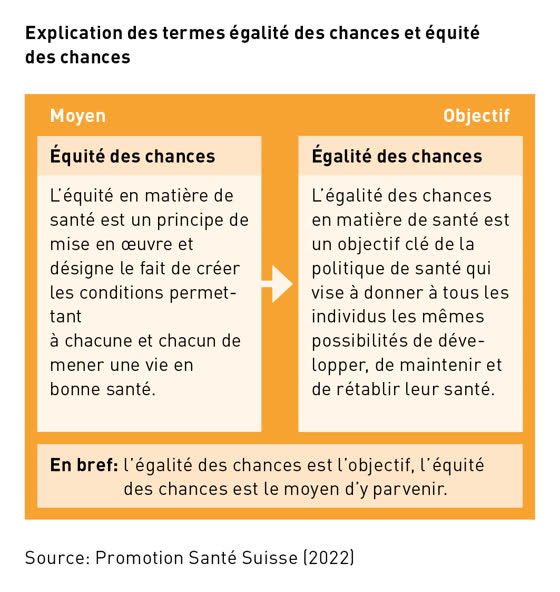 Explication des termes égalité des chances et équité
des chances
Moyen
Objectif
Équité des chances
L’équité en matière de
santé est un principe de
mise en œuvre et
désigne le fait de créer
les conditions permet-
tant
à chacune et chacun de
mener une vie en
bonne santé.
Égalité des chances
L’égalité des chances
en matière de santé est
un objectif clé de la
politique de santé qui
vise à donner à tous les
individus les mêmes
possibilités de déve-
lopper, de maintenir et
de rétablir leur santé.
En bref: l’égalité des chances est l’objectif, l’équité
des chances est le moyen d’y parvenir.
Source: Promotion Santé Suisse (2022)